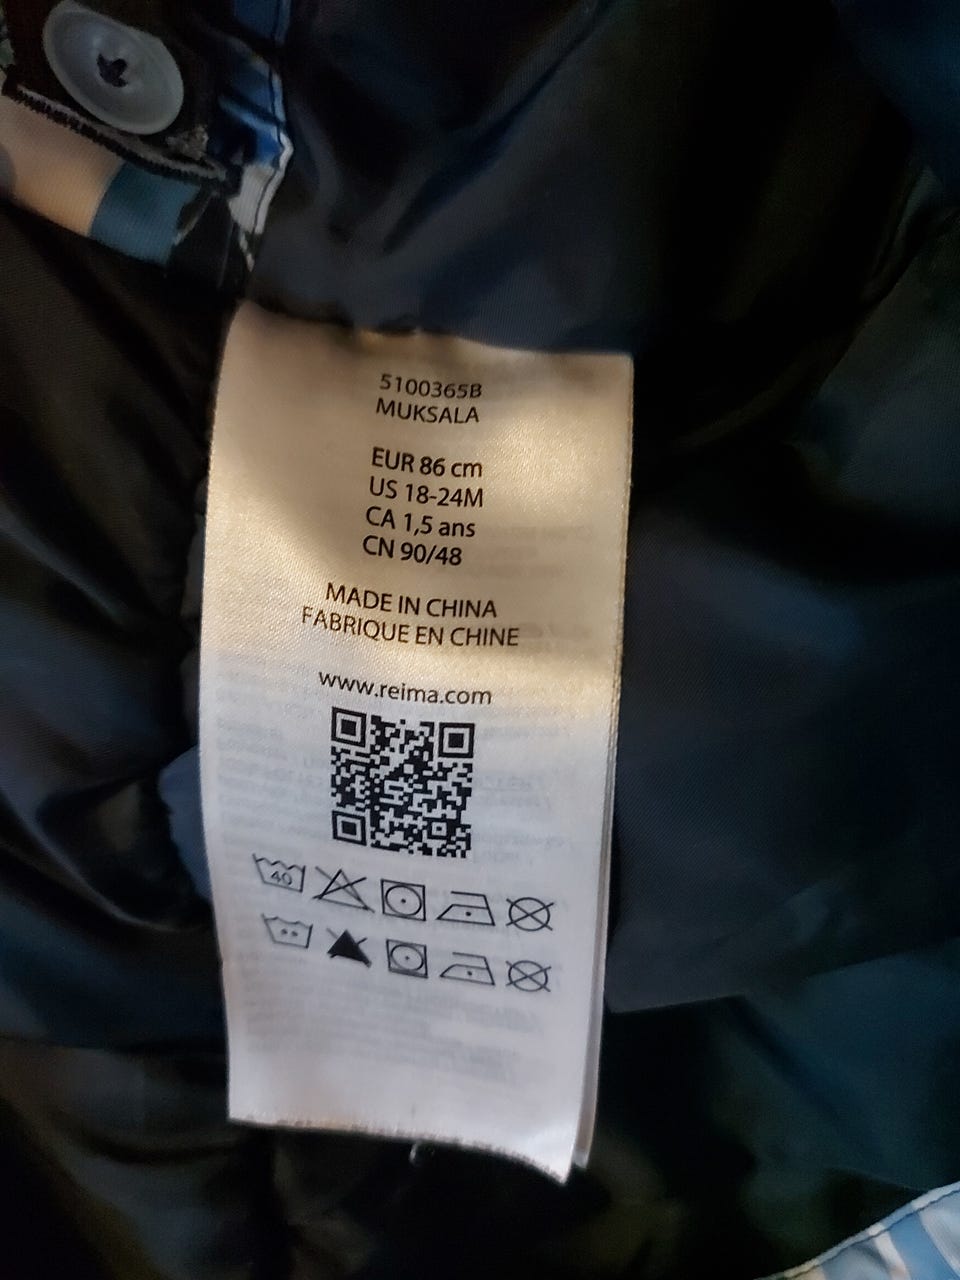 5100365B
MUKSALA
EUR 86 cm
US 18-24M
CA 1,5 ans
CN 90/48
MADE IN CHINA
FABRIQUE EN CHINE
www.reima.com
40